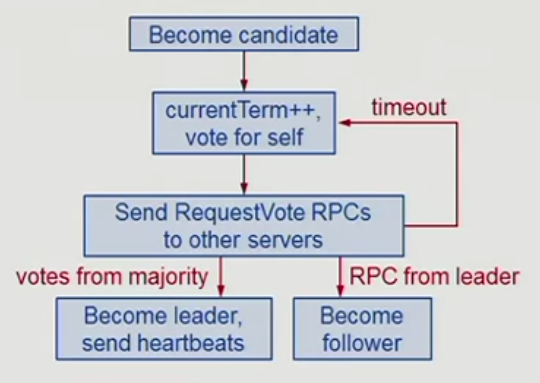 Become candidate
currentTerm++,
vote for self
timeout
Send RequestVote RPCs
to other servers
votes from majority
RPC from leader
Become leader,
send heartbeats
Become
follower